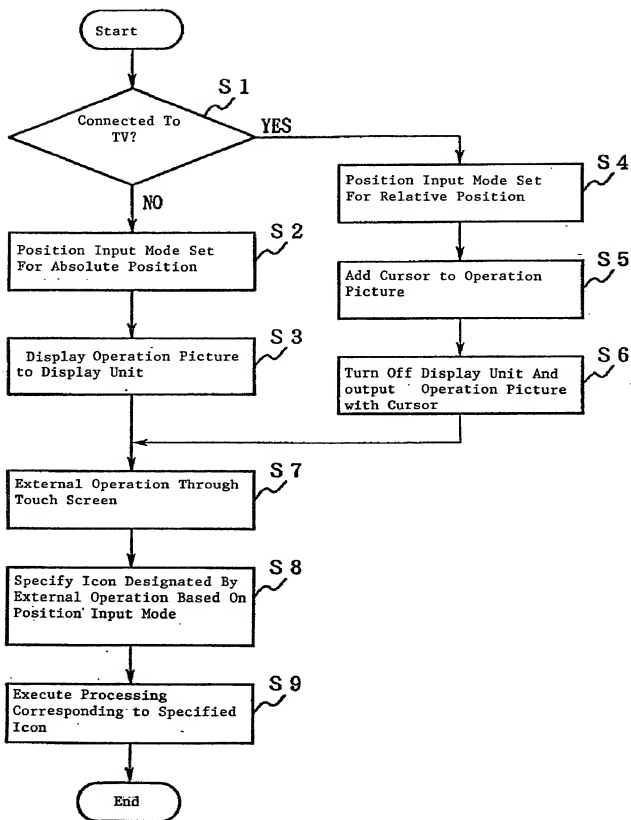 Start
S 1
Connected To
TV?
YES
NO
S 2
Position Input Mode Set
For Absolute Position
S 3
Display Operation Picture
to Display Unit
S 4
Position Input Mode Set
For Relative Position
S 5
Add Cursor to Operation
Picture
S 6
Turn Off Display Unit And
output Operation Picture
with Cursor
S 7
External Operation Through
Touch Screen
S 8
Specify Icon Designated By
External Operation Based On
Position Input Mode
S 9
Execute Processing
Corresponding to Specified
Icon
End